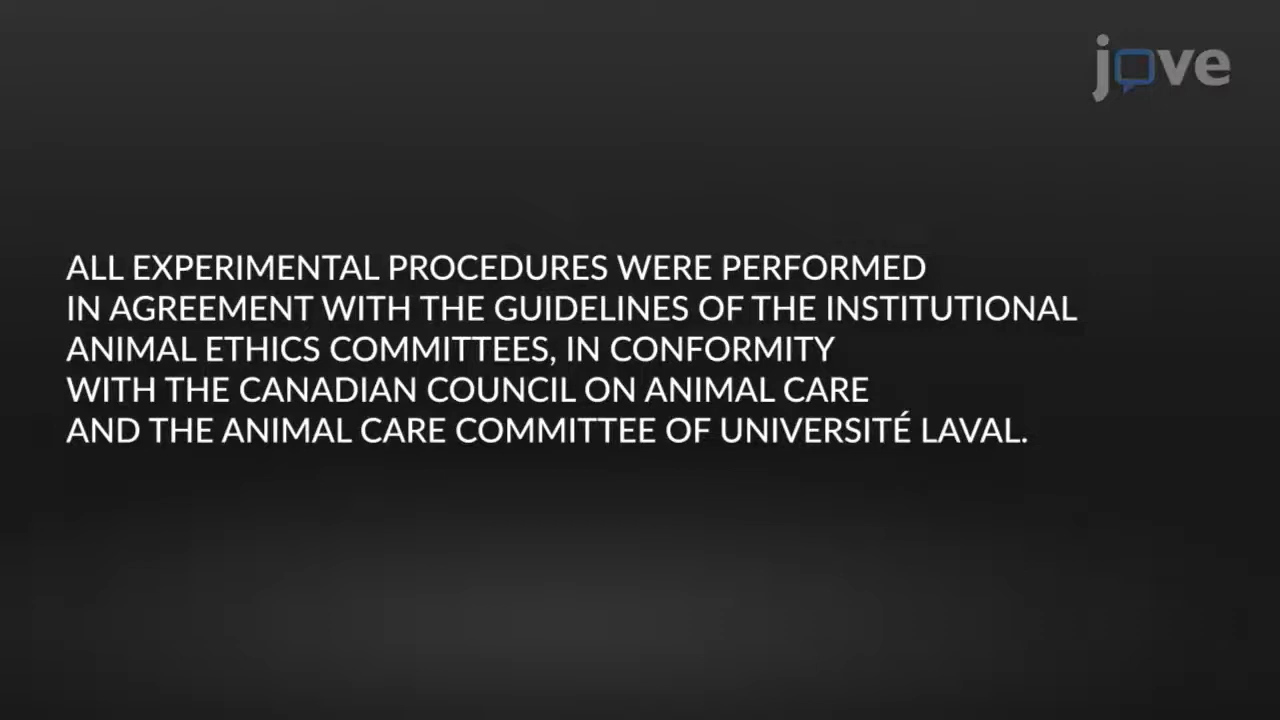 jove
ALL EXPERIMENTAL PROCEDURES WERE PERFORMED
IN AGREEMENT WITH THE GUIDELINES OF THE INSTITUTIONAL
ANIMAL ETHICS COMMITTEES, IN CONFORMITY
WITH THE CANADIAN COUNCIL ON ANIMAL CARE
AND THE ANIMAL CARE COMMITTEE OF UNIVERSITÉ LAVAL.